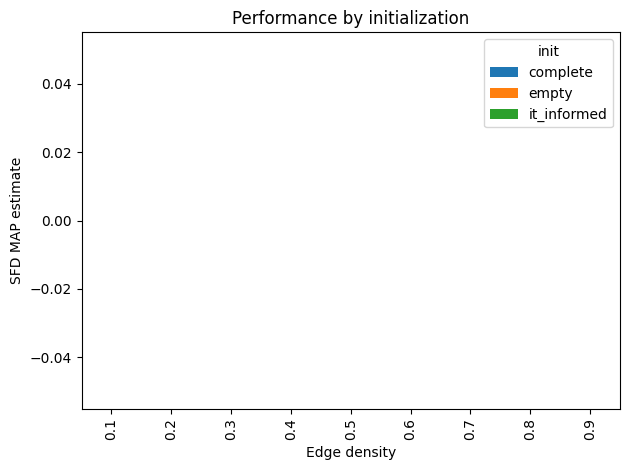 Performance by initialization
init
complete
empty
it_informed
SFD MAP estimate
0.04
0.02
0.00
−0.02
−0.04
0.1 0.2 0.3 0.4 0.5 0.6 0.7 0.8 0.9
Edge density